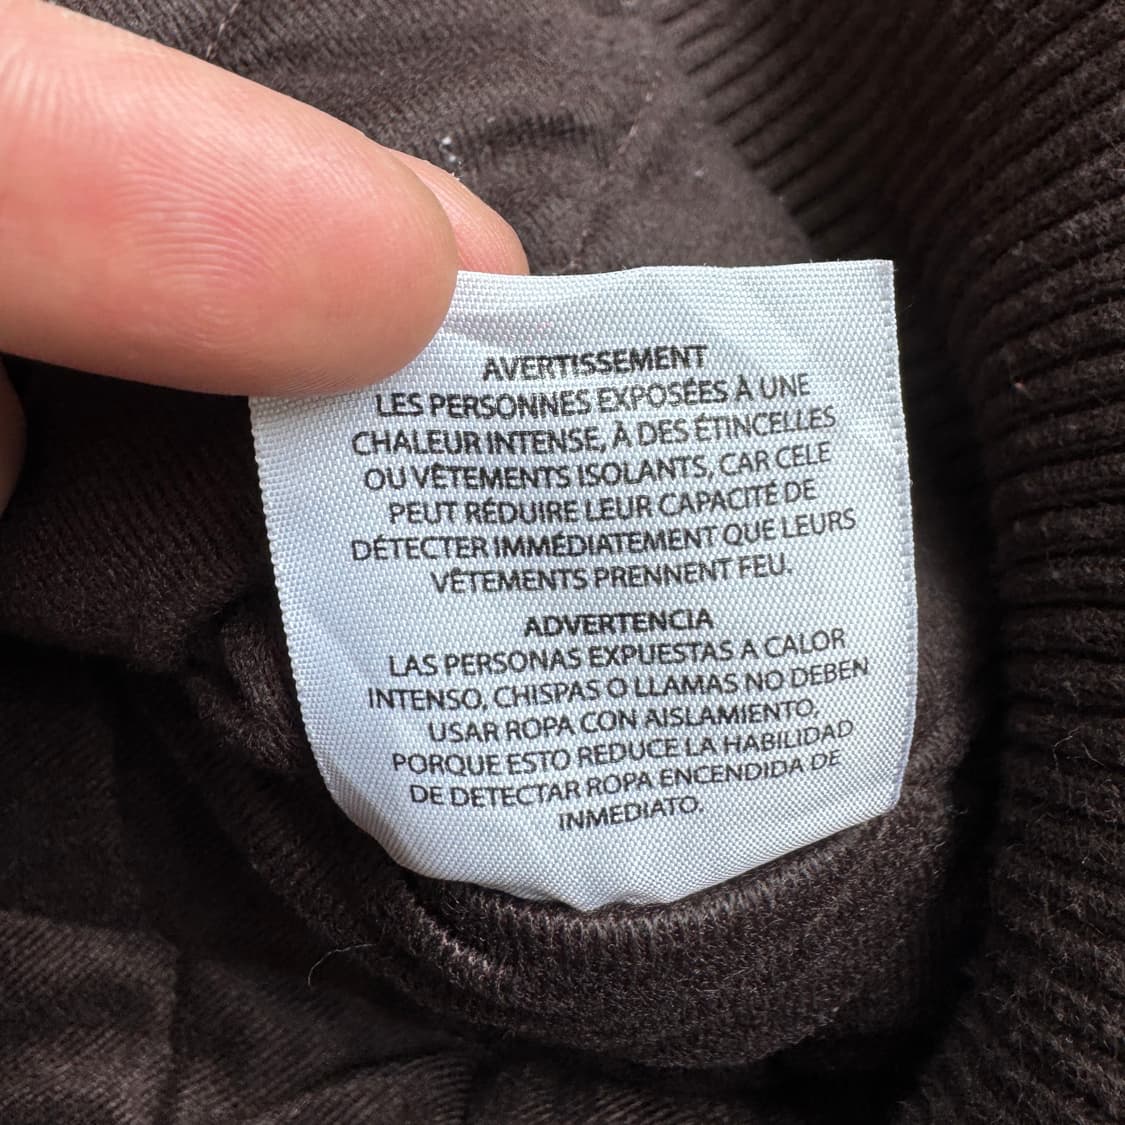 AVERTISSEMENT
LES PERSONNES EXPOSÉES À UNE
CHALEUR INTENSE, À DES ÉTINCELLES
OU VÊTEMENTS ISOLANTS, CAR CELE
PEUT RÉDUIRE LEUR CAPACITÉ DE
DÉTECTER IMMÉDIATEMENT QUE LEURS
VÊTEMENTS PRENNENT FEU.
ADVERTENCIA
LAS PERSONAS EXPUESTAS A CALOR
INTENSO, CHISPAS O LLAMAS NO DEBEN
USAR ROPA CON AISLAMIENTO,
PORQUE ESTO REDUCE LA HABILIDAD
DE DETECTAR ROPA ENCENDIDA DE
INMEDIATO.